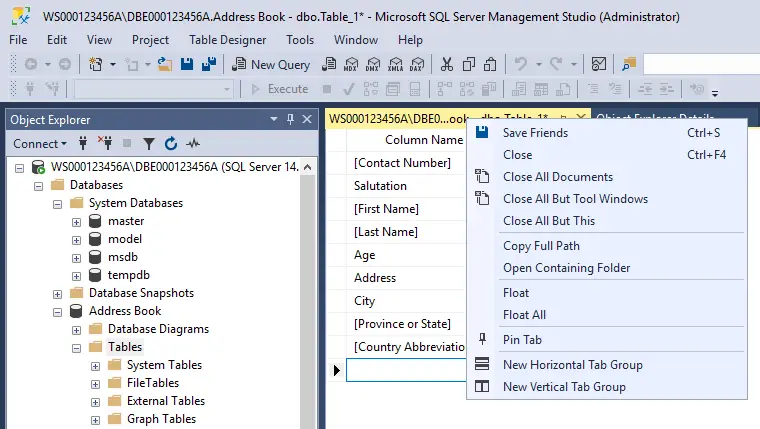 WS000123456A\DBE000123456A.Address Book - dbo.Table_1* - Microsoft SQL Server Management Studio (Administrator)
File Edit View Project Table Designer Tools Window Help
New Query MDX DMX XMLA DAX
Execute
Object Explorer
Connect
WS000123456A\DBE000123456A (SQL Server 14.
Databases
System Databases
master
model
msdb
tempdb
Database Snapshots
Address Book
Database Diagrams
Tables
System Tables
FileTables
External Tables
Graph Tables
WS000123456A\DBE0...ook - dbo.Table_1* Object Explorer Details
Column Name
[Contact Number]
Salutation
[First Name]
[Last Name]
Age
Address
City
[Province or State]
[Country Abbreviatio
Save Friends Ctrl+S
Close Ctrl+F4
Close All Documents
Close All But Tool Windows
Close All But This
Copy Full Path
Open Containing Folder
Float
Float All
Pin Tab
New Horizontal Tab Group
New Vertical Tab Group